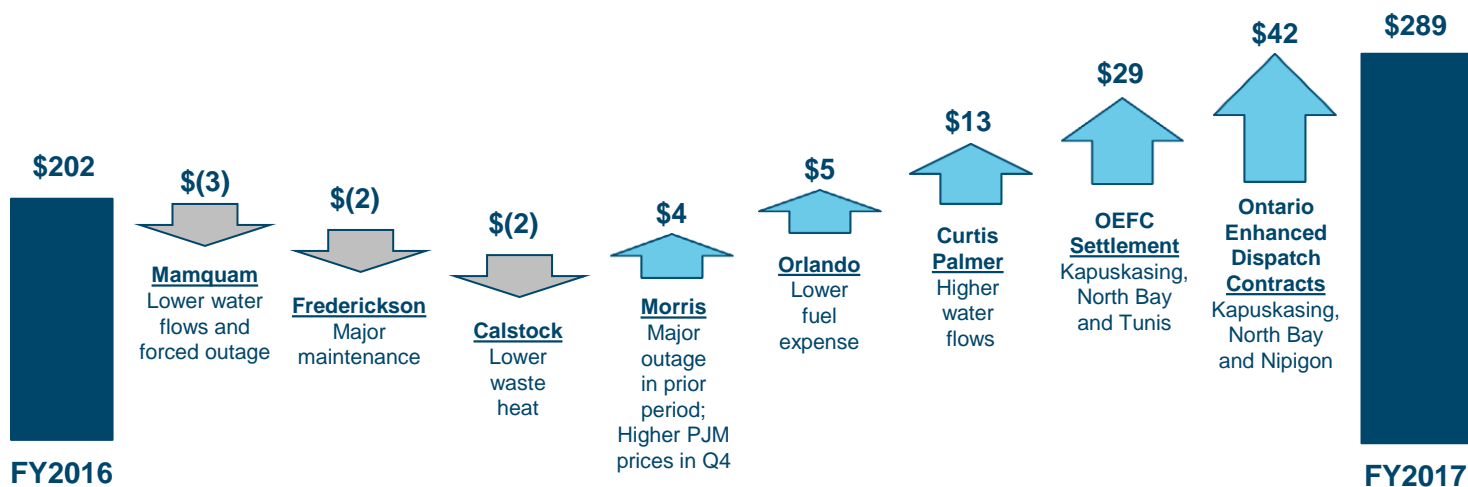 $202
FY2016
$(3)
Mamquam
Lower water
flows and
forced outage
$(2)
Frederickson
Major
maintenance
$(2)
Calstock
Lower
waste
heat
$4
Morris
Major
outage
in prior
period;
Higher PJM
prices in Q4
$5
Orlando
Lower
fuel
expense
$13
Curtis
Palmer
Higher
water
flows
$29
OEFC
Settlement
Kapuskasing,
North Bay
and Tunis
$42
Ontario
Enhanced
Dispatch
Contracts
Kapuskasing,
North Bay
and Nipigon
$289
FY2017